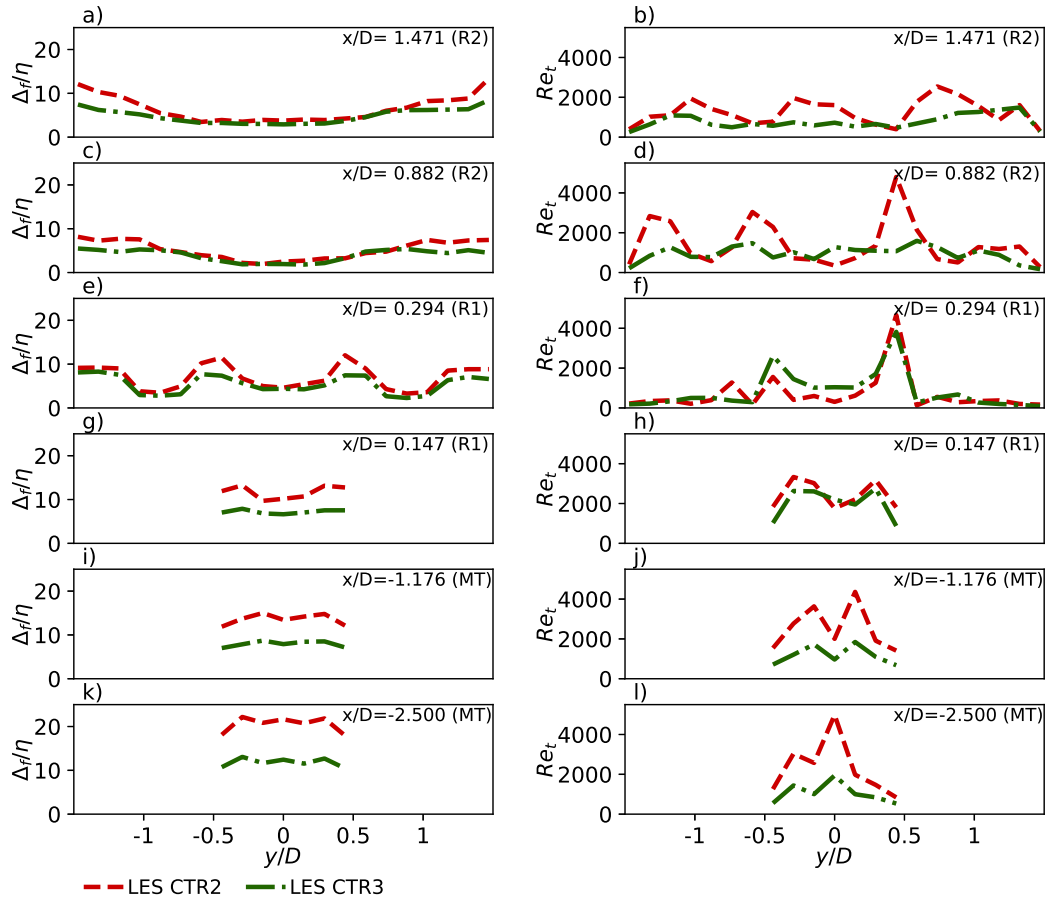 a)
x/D= 1.471 (R2)
Δf/η
20
10
0
b)
x/D= 1.471 (R2)
Ret
4000
2000
0
c)
x/D= 0.882 (R2)
Δf/η
20
10
0
d)
x/D= 0.882 (R2)
Ret
4000
2000
0
e)
x/D= 0.294 (R1)
Δf/η
20
10
0
f)
x/D= 0.294 (R1)
Ret
4000
2000
0
g)
x/D= 0.147 (R1)
Δf/η
20
10
0
h)
x/D= 0.147 (R1)
Ret
4000
2000
0
i)
x/D=-1.176 (MT)
Δf/η
20
10
0
j)
x/D=-1.176 (MT)
Ret
4000
2000
0
k)
x/D=-2.500 (MT)
Δf/η
20
10
0
-1 -0.5 0 0.5 1
y/D
l)
x/D=-2.500 (MT)
Ret
4000
2000
0
-1 -0.5 0 0.5 1
y/D
LES CTR2 LES CTR3